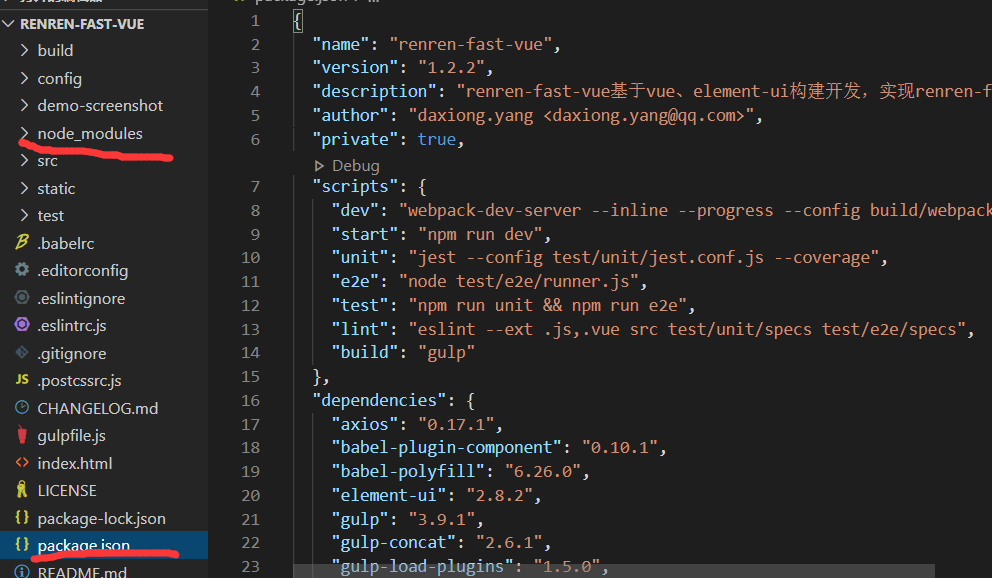 RENREN-FAST-VUE
build
config
demo-screenshot
node_modules
src
static
test
.babelrc
.editorconfig
.eslintignore
.eslintrc.js
.gitignore
JS .postcssrc.js
CHANGELOG.md
gulpfile.js
<> index.html
LICENSE
{} package-lock.json
{} package.json
README.md
1 {
2 "name": "renren-fast-vue",
3 "version": "1.2.2",
4 "description": "renren-fast-vue基于vue、element-ui构建开发，实现renren-f
5 "author": "daxiong.yang <daxiong.yang@qq.com>",
6 "private": true,
Debug
7 "scripts": {
8 "dev": "webpack-dev-server --inline --progress --config build/webpack
9 "start": "npm run dev",
10 "unit": "jest --config test/unit/jest.conf.js --coverage",
11 "e2e": "node test/e2e/runner.js",
12 "test": "npm run unit && npm run e2e",
13 "lint": "eslint --ext .js,.vue src test/unit/specs test/e2e/specs",
14 "build": "gulp"
15 },
16 "dependencies": {
17 "axios": "0.17.1",
18 "babel-plugin-component": "0.10.1",
19 "babel-polyfill": "6.26.0",
20 "element-ui": "2.8.2",
21 "gulp": "3.9.1",
22 "gulp-concat": "2.6.1",
23 "gulp-load-plugins": "1.5.0",